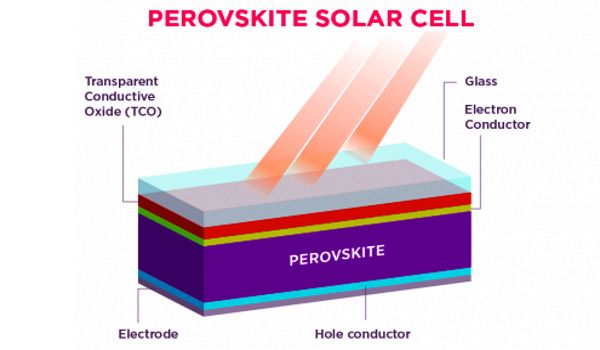 PEROVSKITE SOLAR CELL
Transparent
Conductive
Oxide (TCO)
Glass
Electron
Conductor
PEROVSKITE
Electrode
Hole conductor